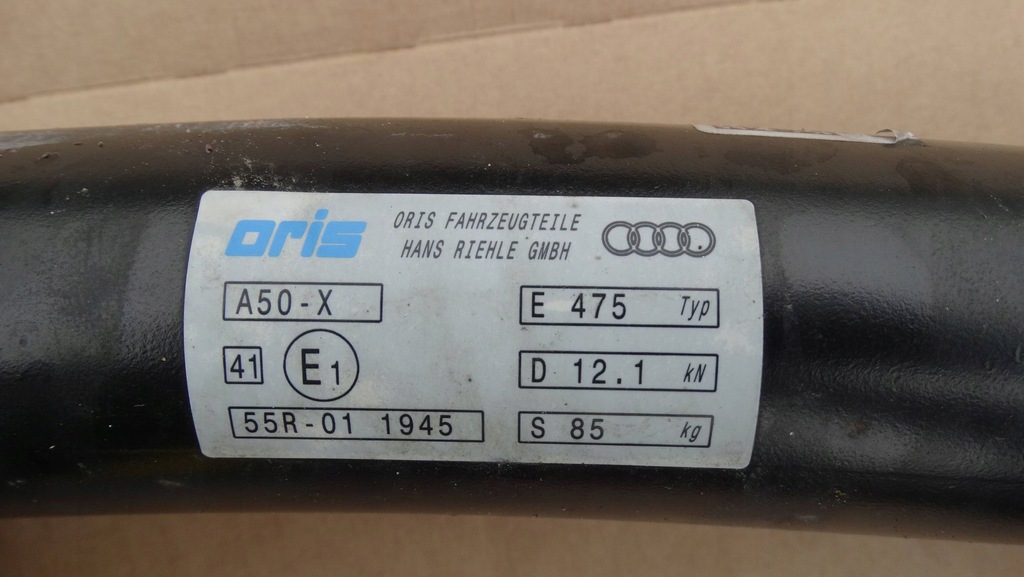 oris
ORIS FAHRZEUGTEILE
HANS RIEHLE GMBH
A50-X
E 475 Typ
41 E1
D 12.1 kN
55R-01 1945
S 85 kg